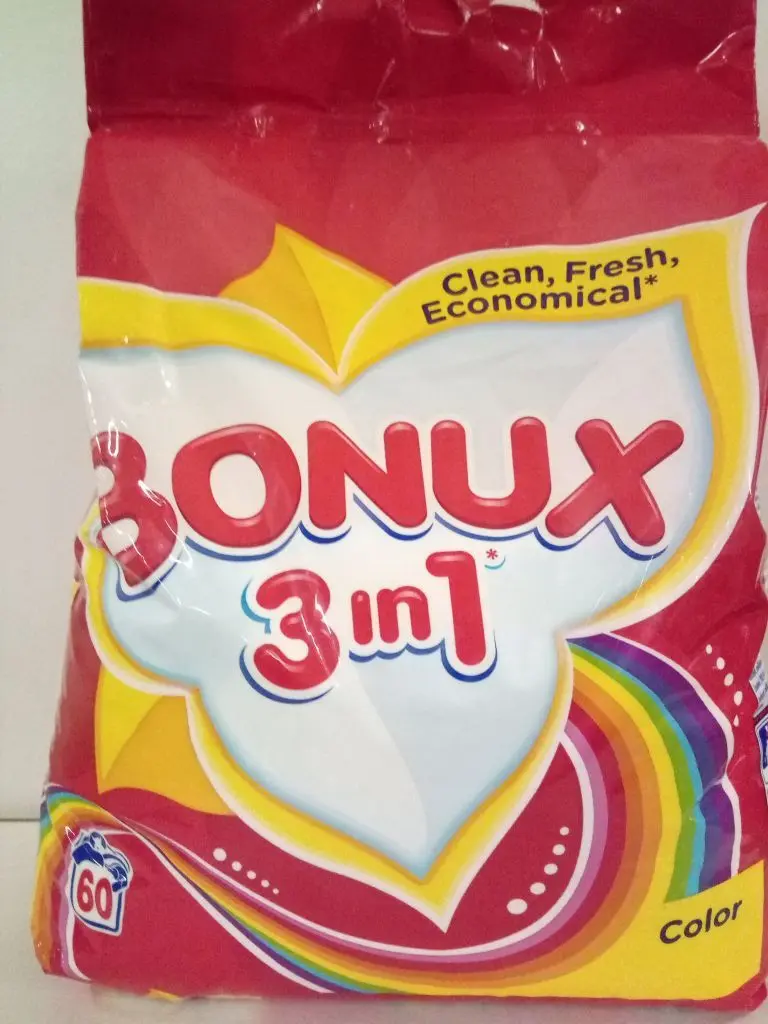 Clean, Fresh,
Economical*
BONUX
3 in 1*
60
Color